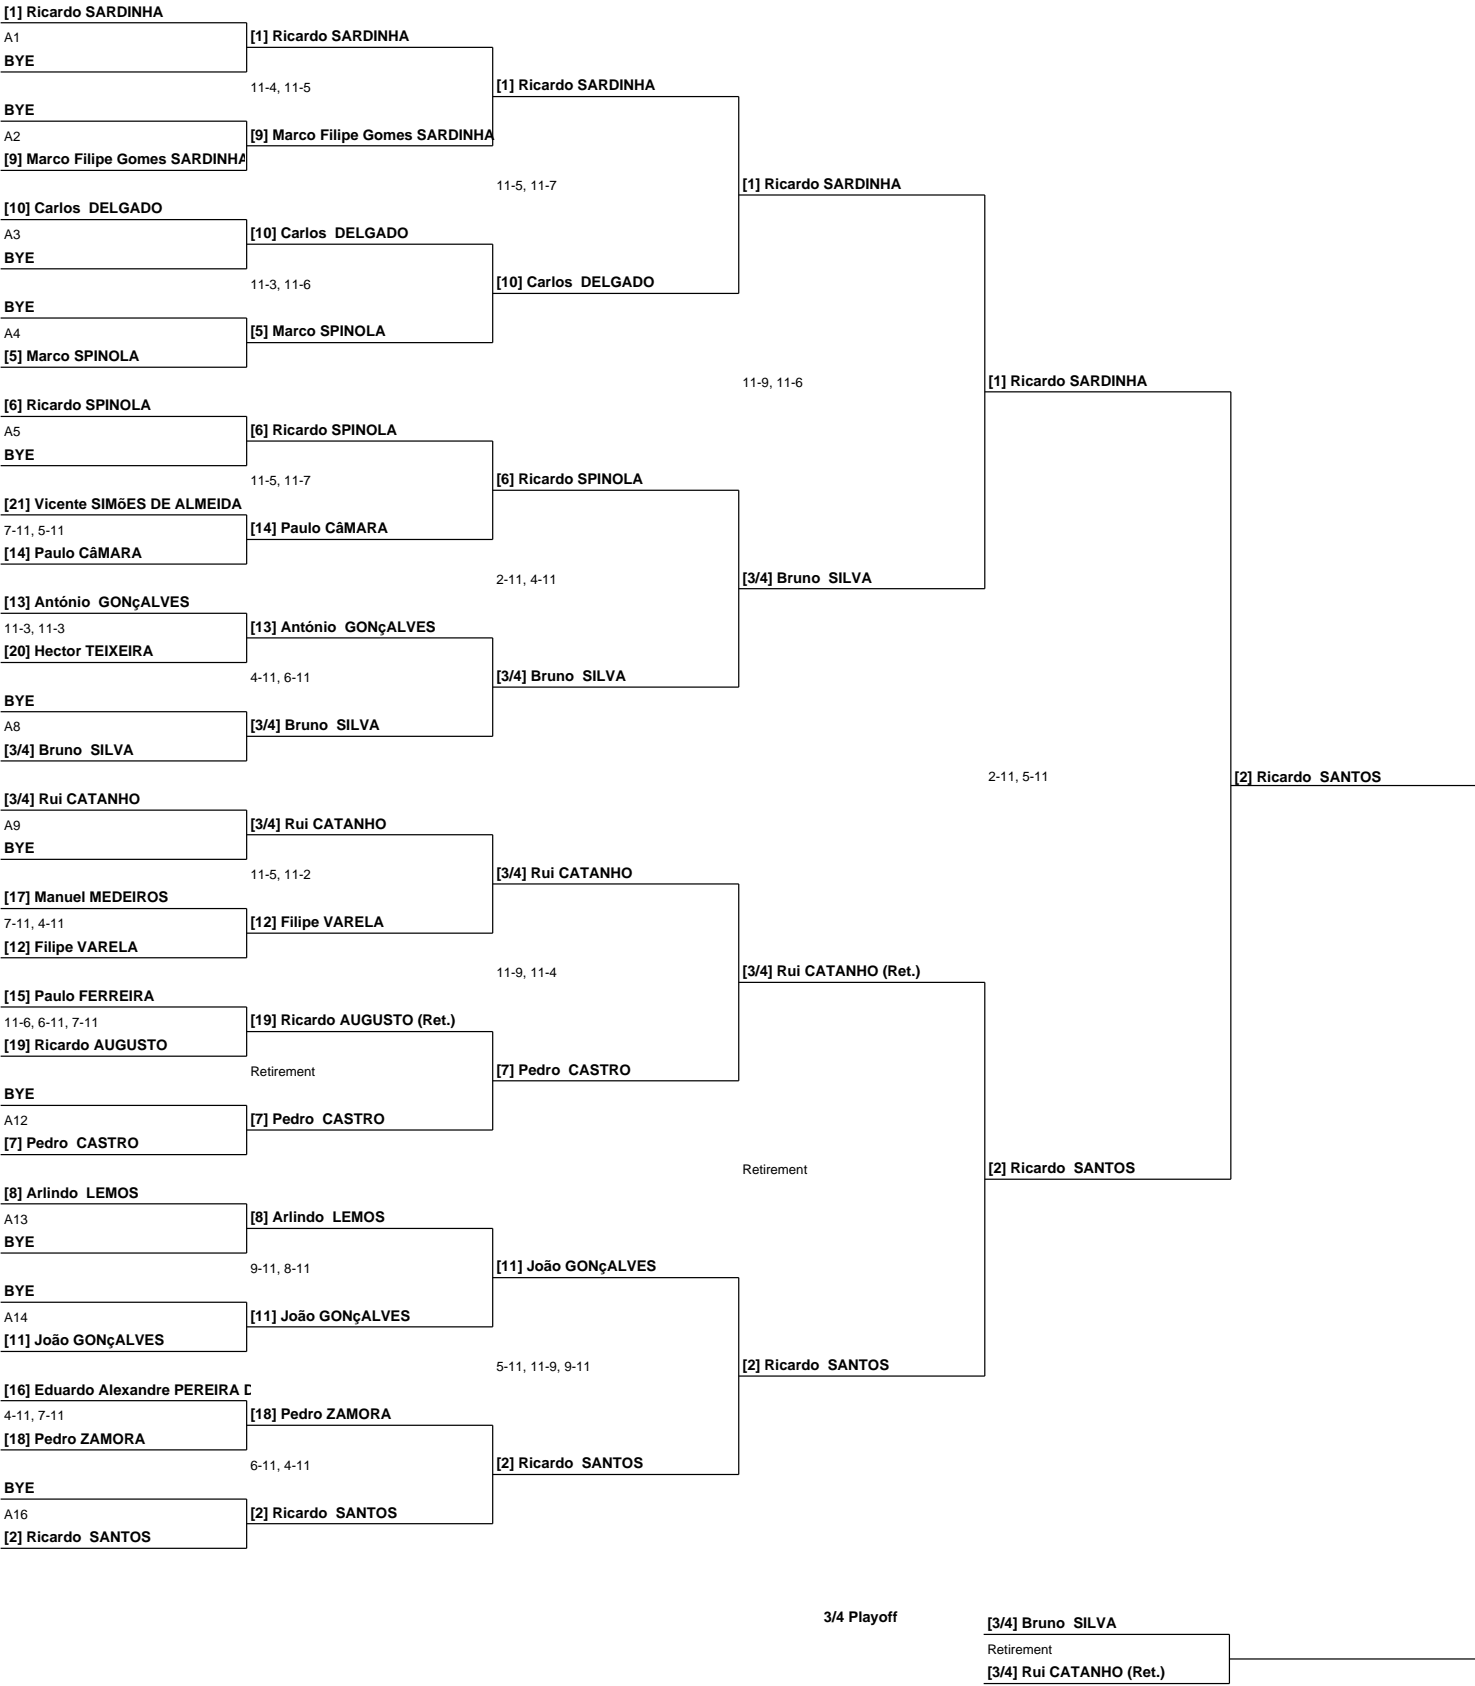 [1] Ricardo SARDINHA
A1
BYE
BYE
A2
[9] Marco Filipe Gomes SARDINHA
[10] Carlos  DELGADO
A3
BYE
BYE
A4
[5] Marco SPINOLA
[6] Ricardo SPINOLA
A5
BYE
[21] Vicente SIMõES DE ALMEIDA
7-11, 5-11
[14] Paulo CâMARA
[13] António  GONçALVES
11-3, 11-3
[20] Hector TEIXEIRA
BYE
A8
[3/4] Bruno  SILVA
[3/4] Rui CATANHO
A9
BYE
[17] Manuel MEDEIROS
7-11, 4-11
[12] Filipe VARELA
[15] Paulo FERREIRA
11-6, 6-11, 7-11
[19] Ricardo AUGUSTO
BYE
A12
[7] Pedro  CASTRO
[8] Arlindo  LEMOS
A13
BYE
BYE
A14
[11] João GONçALVES
[16] Eduardo Alexandre PEREIRA D
4-11, 7-11
[18] Pedro ZAMORA
BYE
A16
[2] Ricardo  SANTOS
[1] Ricardo SARDINHA
11-4, 11-5
[9] Marco Filipe Gomes SARDINHA
[10] Carlos  DELGADO
11-3, 11-6
[5] Marco SPINOLA
[6] Ricardo SPINOLA
11-5, 11-7
[14] Paulo CâMARA
[13] António  GONçALVES
4-11, 6-11
[3/4] Bruno  SILVA
[3/4] Rui CATANHO
11-5, 11-2
[12] Filipe VARELA
[19] Ricardo AUGUSTO (Ret.)
Retirement
[7] Pedro  CASTRO
[8] Arlindo  LEMOS
9-11, 8-11
[11] João GONçALVES
[18] Pedro ZAMORA
6-11, 4-11
[2] Ricardo  SANTOS
[1] Ricardo SARDINHA
11-5, 11-7
[10] Carlos  DELGADO
[6] Ricardo SPINOLA
2-11, 4-11
[3/4] Bruno  SILVA
[3/4] Rui CATANHO
11-9, 11-4
[7] Pedro  CASTRO
[11] João GONçALVES
5-11, 11-9, 9-11
[2] Ricardo  SANTOS
[1] Ricardo SARDINHA
11-9, 11-6
[3/4] Bruno  SILVA
[3/4] Rui CATANHO (Ret.)
Retirement
[2] Ricardo  SANTOS
[1] Ricardo SARDINHA
2-11, 5-11
[2] Ricardo  SANTOS
[2] Ricardo  SANTOS
3/4 Playoff
[3/4] Bruno  SILVA
Retirement
[3/4] Rui CATANHO (Ret.)